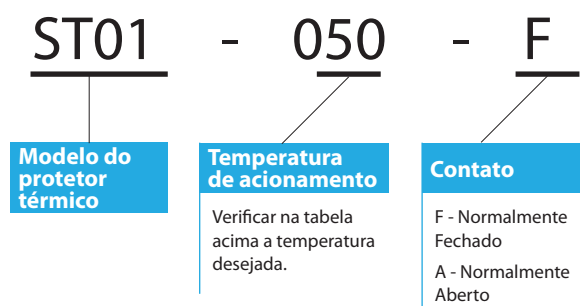 ST01 - 050 - F
Modelo do
protetor
térmico
Temperatura
de acionamento
Verificar na tabela
acima a temperatura
desejada.
Contato
F - Normalmente
Fechado
A - Normalmente
Aberto